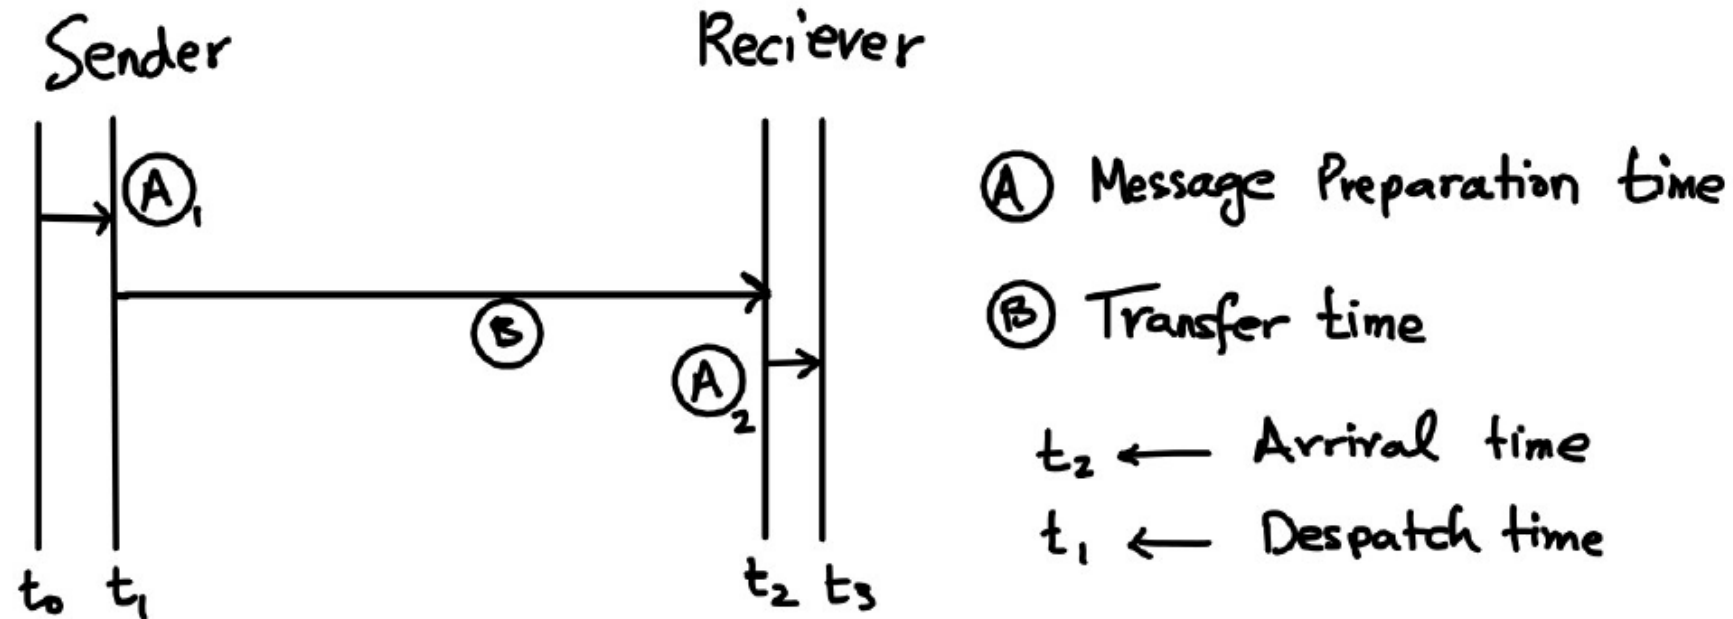 Sender
Reciever
A1
B
A2
t0 t1 t2 t3
A Message Preparation time
B Transfer time
t2 ← Arrival time
t1 ← Despatch time